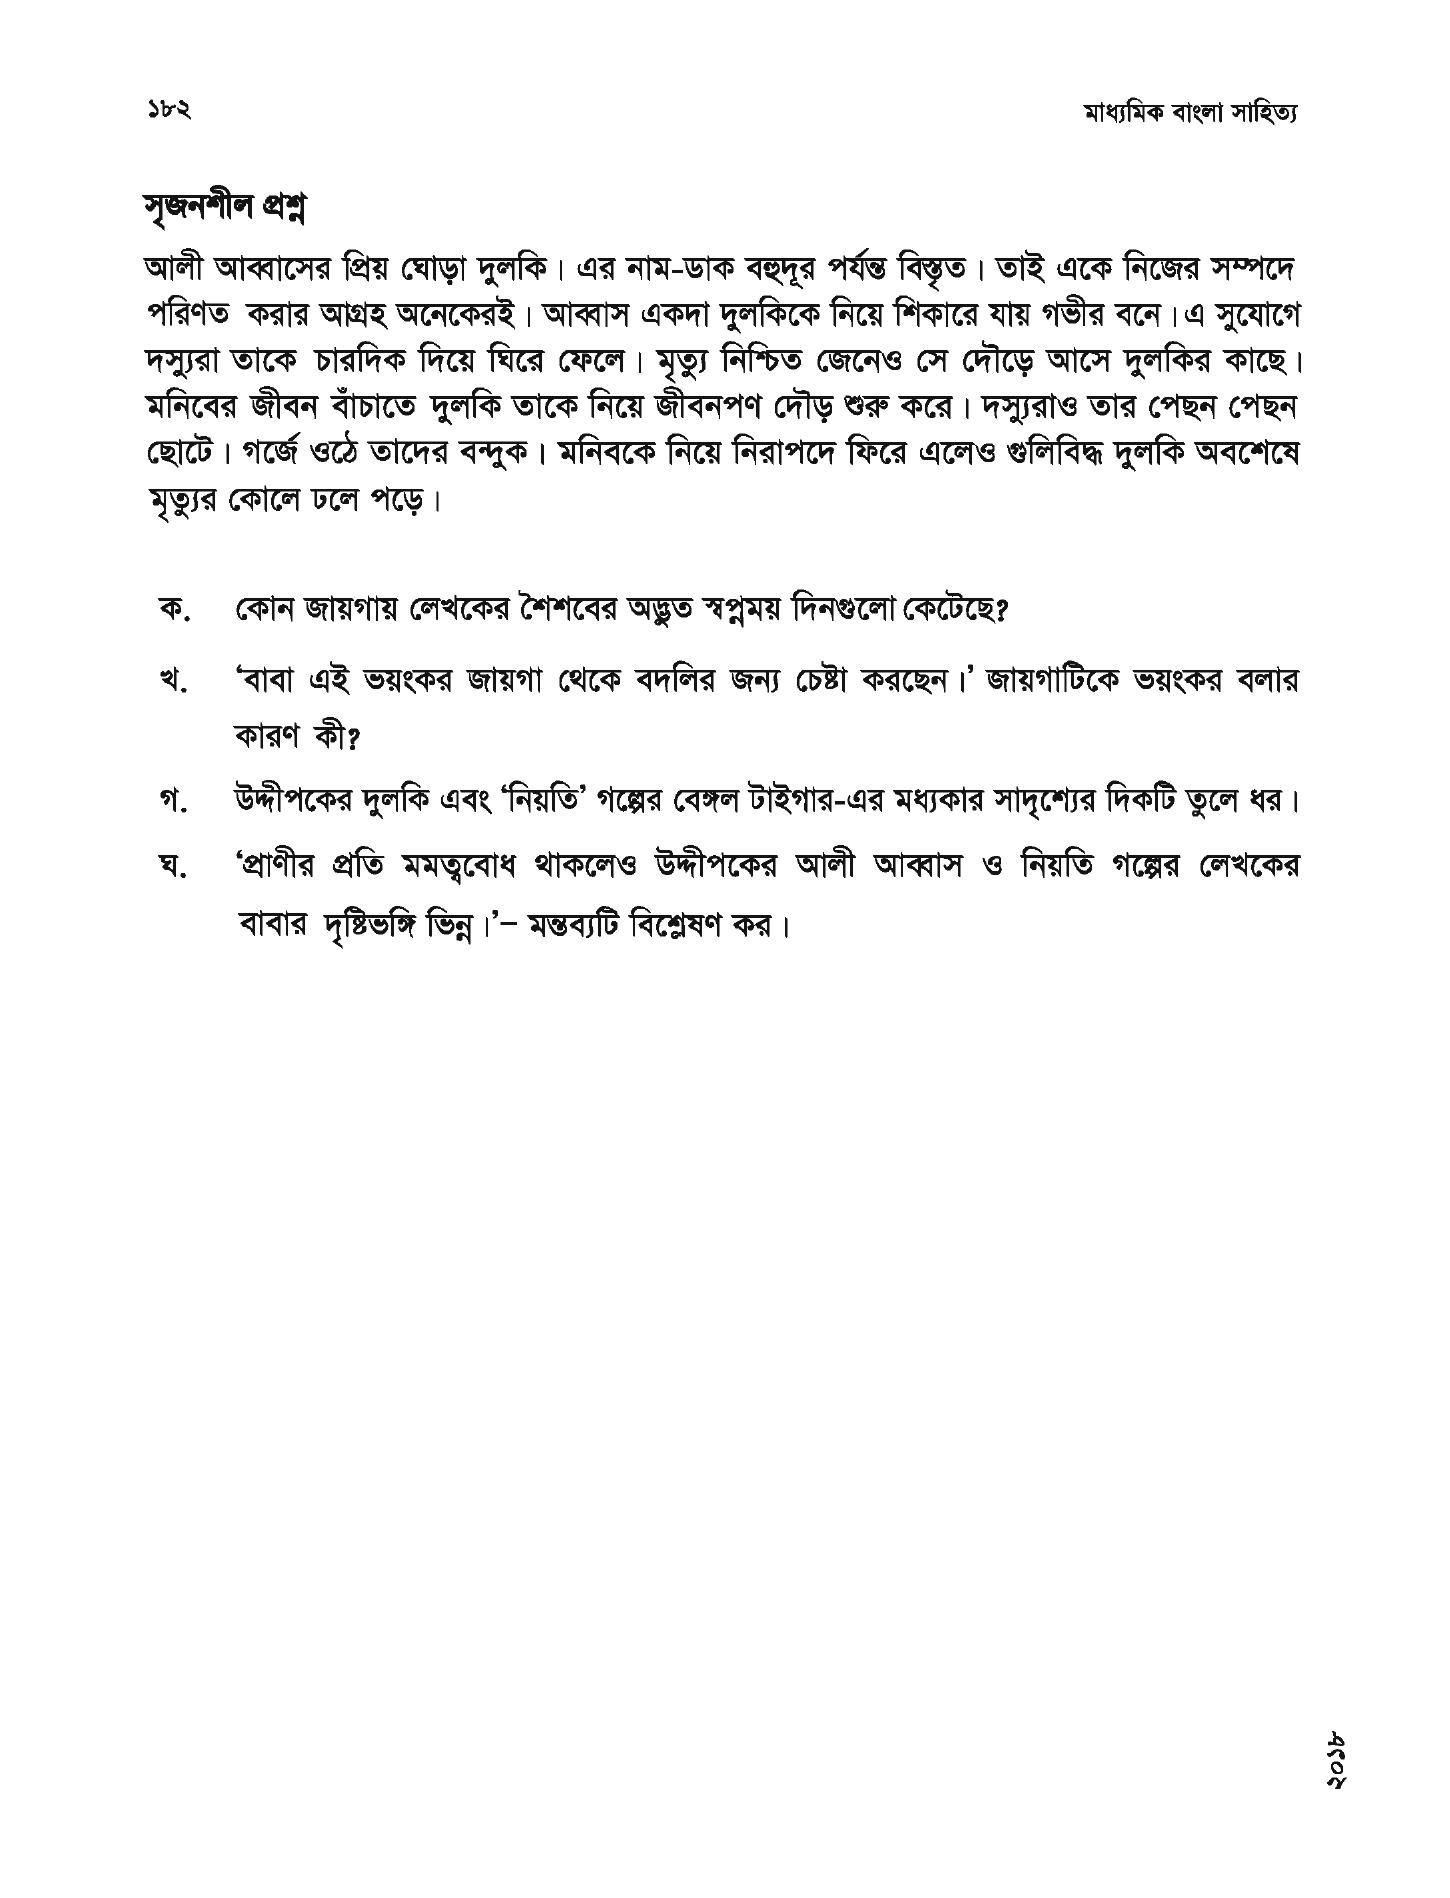 ১৮২
মাধ্যমিক বাংলা সাহিত্য
সৃজনশীল প্রশ্ন
আলী আব্বাসের প্রিয় ঘোড়া দুলকি। এর নাম-ডাক বহুদূর পর্যন্ত বিস্তৃত। তাই একে নিজের সম্পদে
পরিণত করার আগ্রহ অনেকেরই। আব্বাস একদা দুলকিকে নিয়ে শিকারে যায় গভীর বনে। এ সুযোগে
দস্যুরা তাকে চারদিক দিয়ে ঘিরে ফেলে। মৃত্যু নিশ্চিত জেনেও সে দৌড়ে আসে দুলকির কাছে।
মনিবের জীবন বাঁচাতে দুলকি তাকে নিয়ে জীবনপণ দৌড় শুরু করে। দস্যুরাও তার পেছন পেছন
ছোটে। গর্জে ওঠে তাদের বন্দুক। মনিবকে নিয়ে নিরাপদে ফিরে এলেও গুলিবিদ্ধ দুলকি অবশেষে
মৃত্যুর কোলে ঢলে পড়ে।
ক. কোন জায়গায় লেখকের শৈশবের অদ্ভুত স্বপ্নময় দিনগুলো কেটেছে?
খ. ‘বাবা এই ভয়ংকর জায়গা থেকে বদলির জন্য চেষ্টা করছেন।’ জায়গাটিকে ভয়ংকর বলার
কারণ কী?
গ. উদ্দীপকের দুলকি এবং ‘নিয়তি’ গল্পের বেঙ্গল টাইগার-এর মধ্যকার সাদৃশ্যের দিকটি তুলে ধর।
ঘ. ‘প্রাণীর প্রতি মমত্ববোধ থাকলেও উদ্দীপকের আলী আব্বাস ও নিয়তি গল্পের লেখকের
বাবার দৃষ্টিভঙ্গি ভিন্ন।’– মন্তব্যটি বিশ্লেষণ কর।
২০১৮